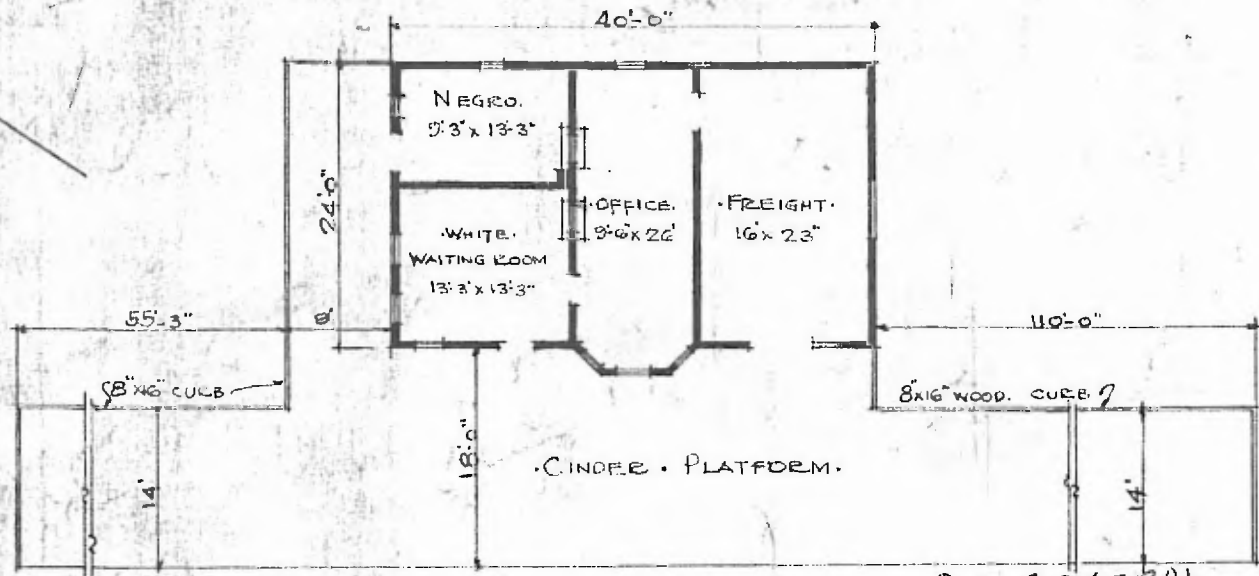 40'-0"
NEGRO.
9'-3" x 13'-3"
24'-0"
·OFFICE.
9'-6" x 26'
·FREIGHT.
16' x 23"
·WHITE.
WAITING ROOM
13'-3" x 13'-3"
55'-3"
8'
110'-0"
8"x16" CURB
8"x16" WOOD. CURB
18'-0"
·CINDER · PLATFORM.
14'
14'